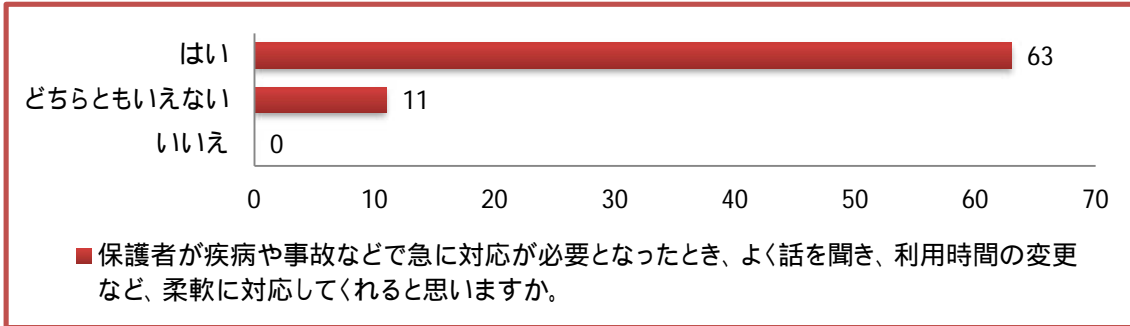 はい 63
どちらともいえない 11
いいえ 0
0 10 20 30 40 50 60 70
保護者が疾病や事故などで急に対応が必要となったとき、よく話を聞き、利用時間の変更
など、柔軟に対応してくれると思いますか。